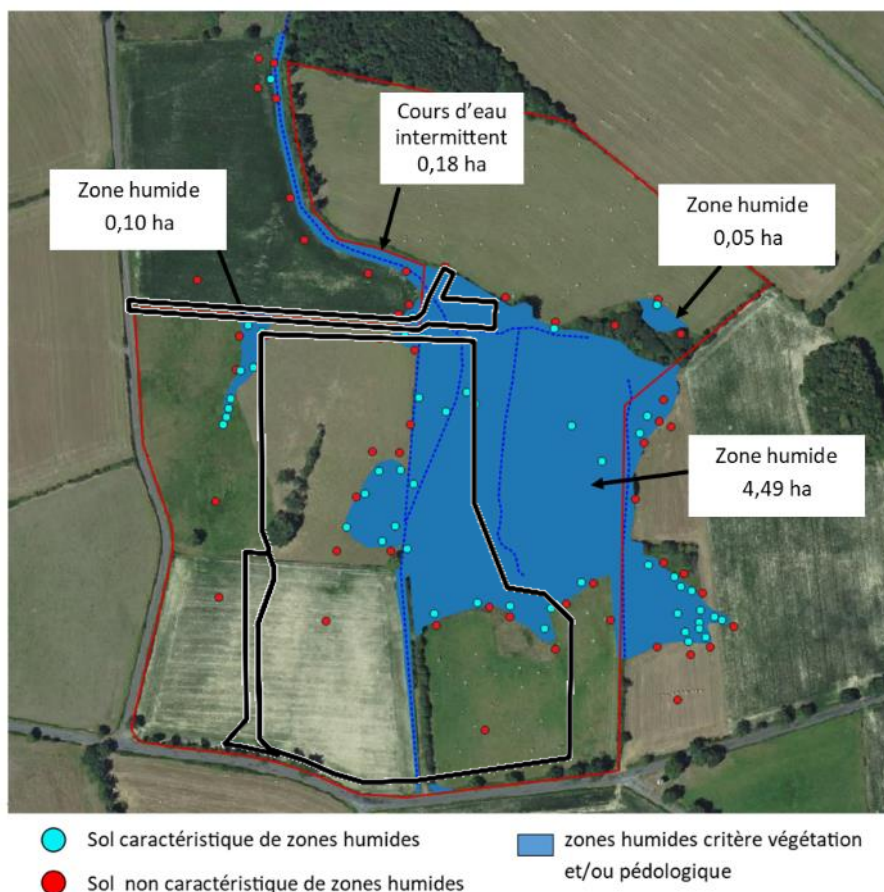 Cours d'eau
intermittent
0,18 ha
Zone humide
0,10 ha
Zone humide
0,05 ha
Zone humide
4,49 ha
Sol caractéristique de zones humides
Sol non caractéristique de zones humides
zones humides critère végétation
et/ou pédologique